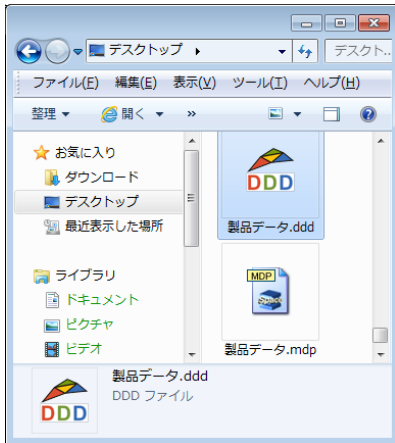 デスクトップ
デスクト...
ファイル(F) 編集(E) 表示(V) ツール(T) ヘルプ(H)
整理 開く »
お気に入り
ダウンロード
デスクトップ
最近表示した場所
ライブラリ
ドキュメント
ピクチャ
ビデオ
DDD
製品データ.ddd
MDP
Space
製品データ.mdp
製品データ.ddd
DDD ファイル
DDD